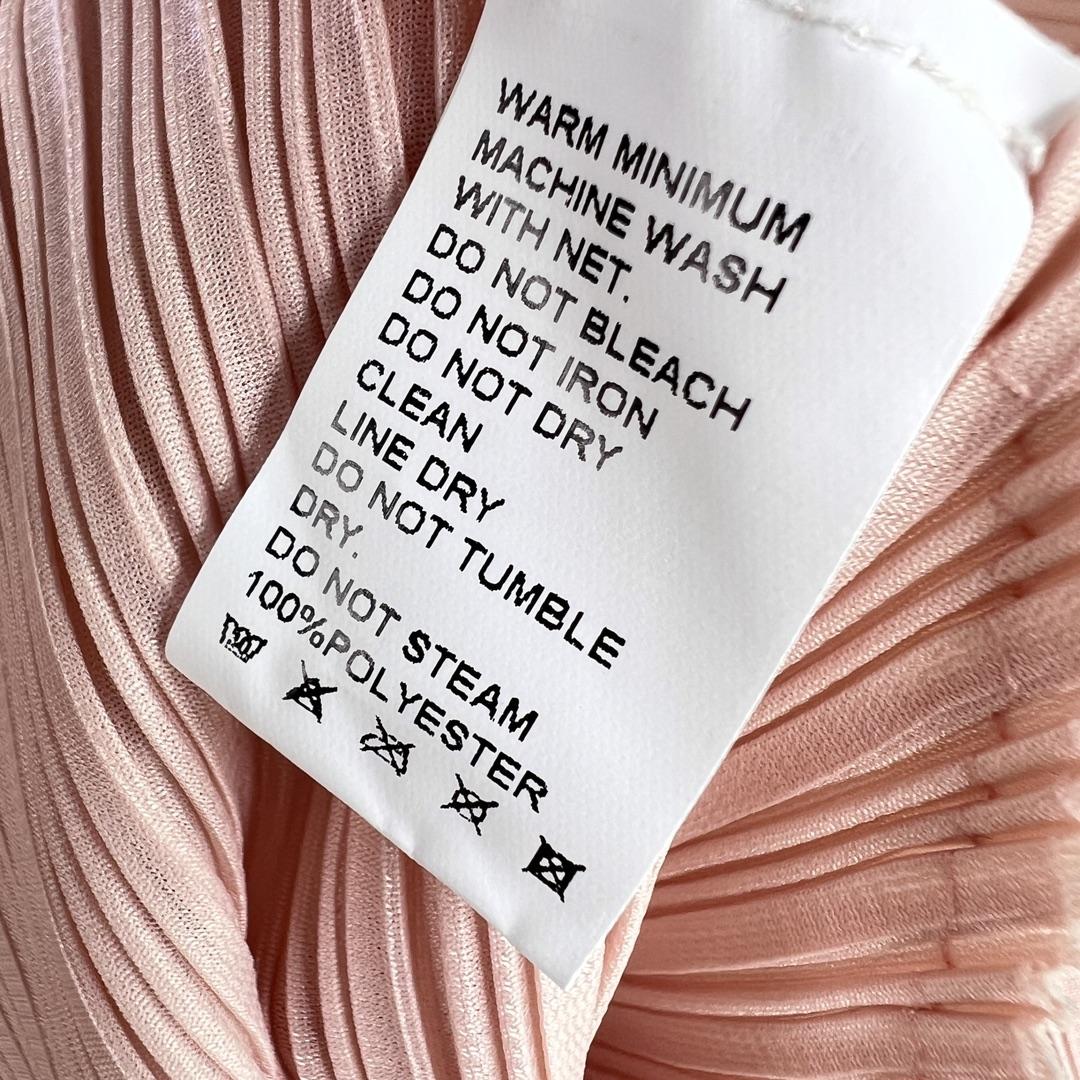 WARM MINIMUM
MACHINE WASH
WITH NET.
DO NOT BLEACH
DO NOT IRON
DO NOT DRY
CLEAN
LINE DRY
DO NOT TUMBLE
DRY.
DO NOT STEAM
100%POLYESTER